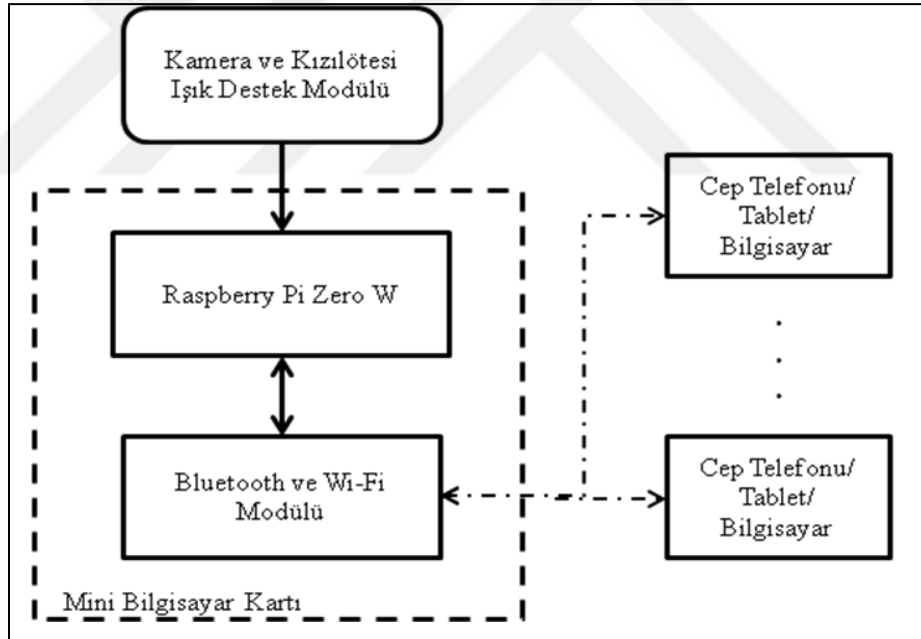 Kamera ve Kızılötesi
Işık Destek Modülü
Raspberry Pi Zero W
Bluetooth ve Wi-Fi
Modülü
Mini Bilgisayar Kartı
Cep Telefonu/
Tablet/
Bilgisayar
Cep Telefonu/
Tablet/
Bilgisayar